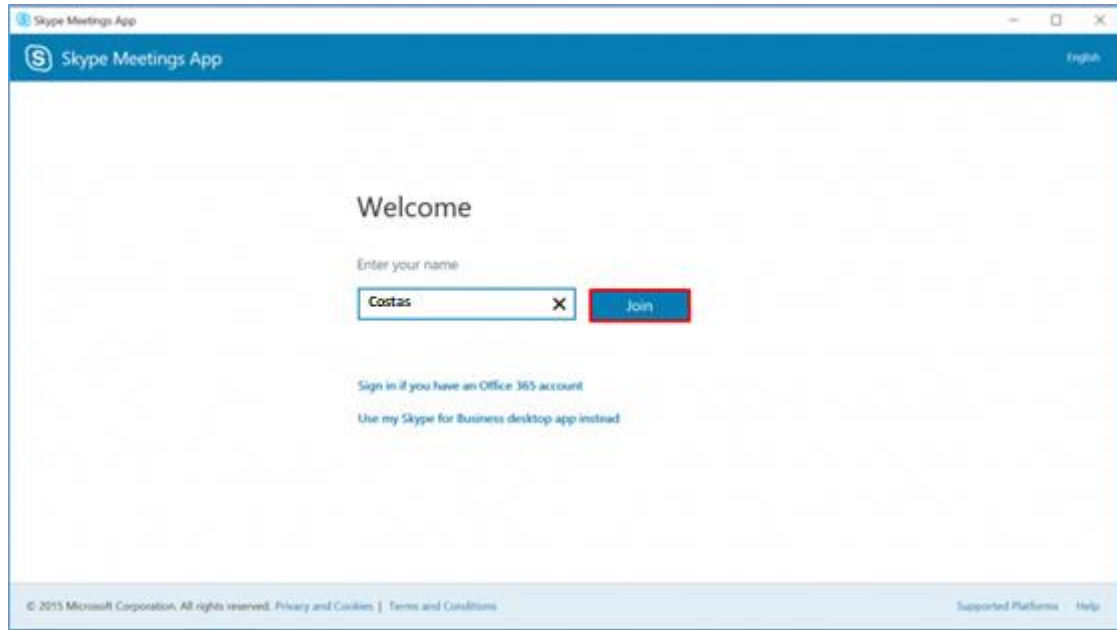 Skype Meetings App
Skype Meetings App
English
Welcome
Enter your name
Costas
Join
Sign in if you have an Office 365 account
Use my Skype for Business desktop app instead
© 2015 Microsoft Corporation. All rights reserved. Privacy and Cookies | Terms and Conditions
Supported Platforms Help